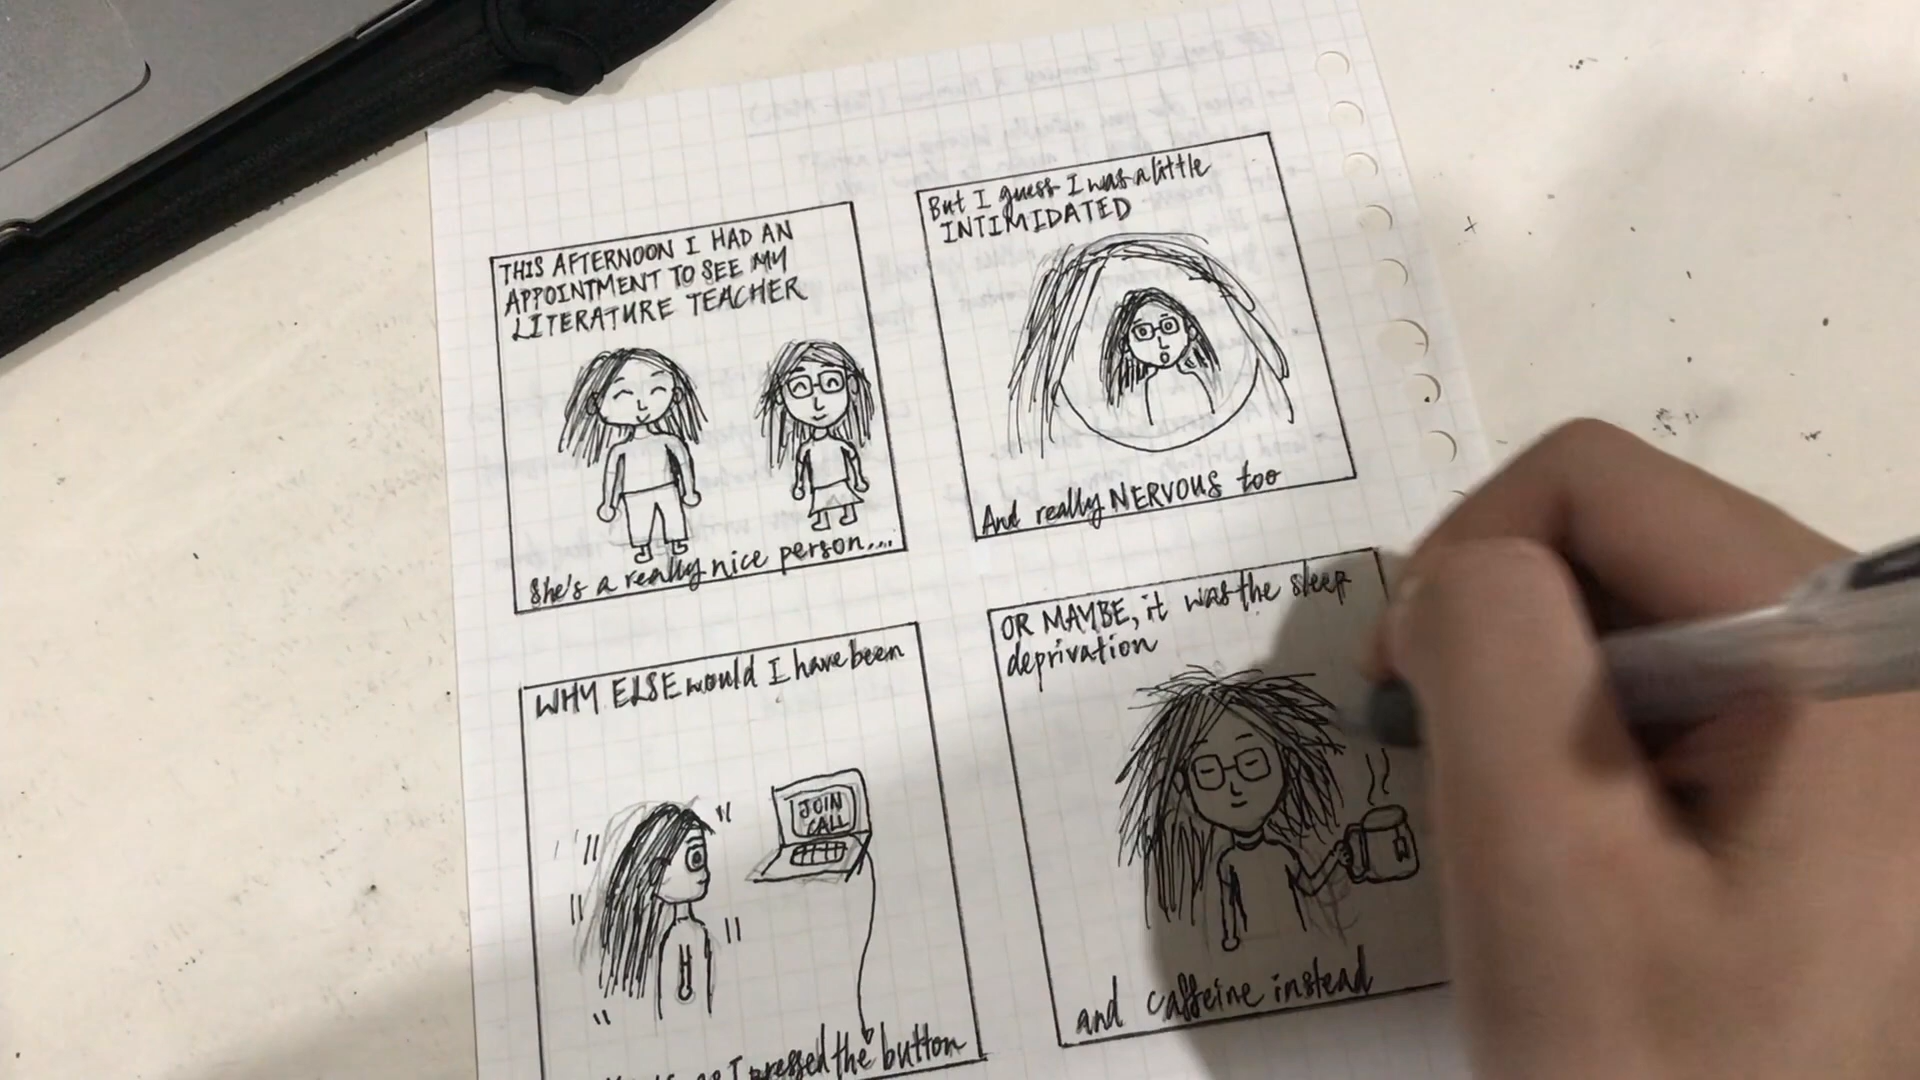 THIS AFTERNOON I HAD AN
APPOINTMENT TO SEE MY
LITERATURE TEACHER
She's a really nice person....
But I guess I was a little
INTIMIDATED
And really NERVOUS too
WHY ELSE would I have been
JOIN
CALL
I pressed the button
OR MAYBE, it was the sleep
deprivation
and caffeine instead